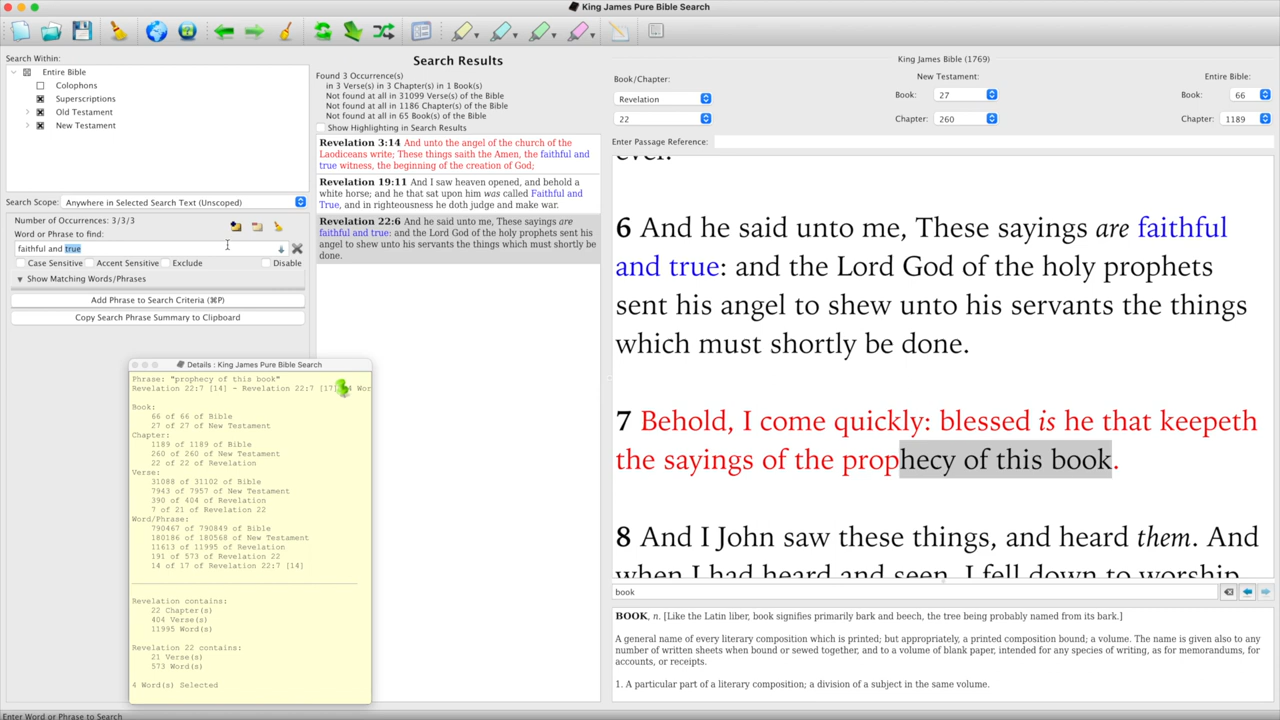 King James Pure Bible Search
Search Within:
Entire Bible
Colophons
Superscriptions
Old Testament
New Testament
Search Scope: Anywhere in Selected Search Text (Unscoped)
Number of Occurrences: 3/3/3
Word or Phrase to find:
faithful and true
Case Sensitive Accent Sensitive Exclude Disable
Show Matching Words/Phrases
Add Phrase to Search Criteria (⌘P)
Copy Search Phrase Summary to Clipboard
Details : King James Pure Bible Search
Phrase: "prophecy of this book"
Revelation 22:7 [14] - Revelation 22:7 [17] Wor
Book:
66 of 66 of Bible
27 of 27 of New Testament
Chapter:
1189 of 1189 of Bible
260 of 260 of New Testament
22 of 22 of Revelation
Verse:
31088 of 31102 of Bible
7943 of 7957 of New Testament
390 of 404 of Revelation
7 of 21 of Revelation 22
Word/Phrase:
790467 of 790849 of Bible
180186 of 180568 of New Testament
11613 of 11995 of Revelation
191 of 573 of Revelation 22
14 of 17 of Revelation 22:7 [14]
Revelation contains:
22 Chapter(s)
404 Verse(s)
11995 Word(s)
Revelation 22 contains:
21 Verse(s)
573 Word(s)
4 Word(s) Selected
Search Results
Found 3 Occurrence(s)
in 3 Verse(s) in 3 Chapter(s) in 1 Book(s)
Not found at all in 31099 Verse(s) of the Bible
Not found at all in 1186 Chapter(s) of the Bible
Not found at all in 65 Book(s) of the Bible
Show Highlighting in Search Results
Revelation 3:14 And unto the angel of the church of the
Laodiceans write; These things saith the Amen, the faithful and
true witness, the beginning of the creation of God;
Revelation 19:11 And I saw heaven opened, and behold a
white horse; and he that sat upon him was called Faithful and
True, and in righteousness he doth judge and make war.
Revelation 22:6 And he said unto me, These sayings are
faithful and true: and the Lord God of the holy prophets sent his
angel to shew unto his servants the things which must shortly be
done.
King James Bible (1769)
Book/Chapter:
Revelation
22
New Testament:
Book: 27
Chapter: 260
Entire Bible:
Book: 66
Chapter: 1189
Enter Passage Reference:
ever.
6 And he said unto me, These sayings are faithful
and true: and the Lord God of the holy prophets
sent his angel to shew unto his servants the things
which must shortly be done.
7 Behold, I come quickly: blessed is he that keepeth
the sayings of the prophecy of this book.
8 And I John saw these things, and heard them. And
when I had heard and seen, I fell down to worship
book
BOOK, n. [Like the Latin liber, book signifies primarily bark and beech, the tree being probably named from its bark.]
A general name of every literary composition which is printed; but appropriately, a printed composition bound; a volume. The name is given also to any
number of written sheets when bound or sewed together, and to a volume of blank paper, intended for any species of writing, as for memorandums, for
accounts, or receipts.
1. A particular part of a literary composition; a division of a subject in the same volume.
Enter Word or Phrase to Search